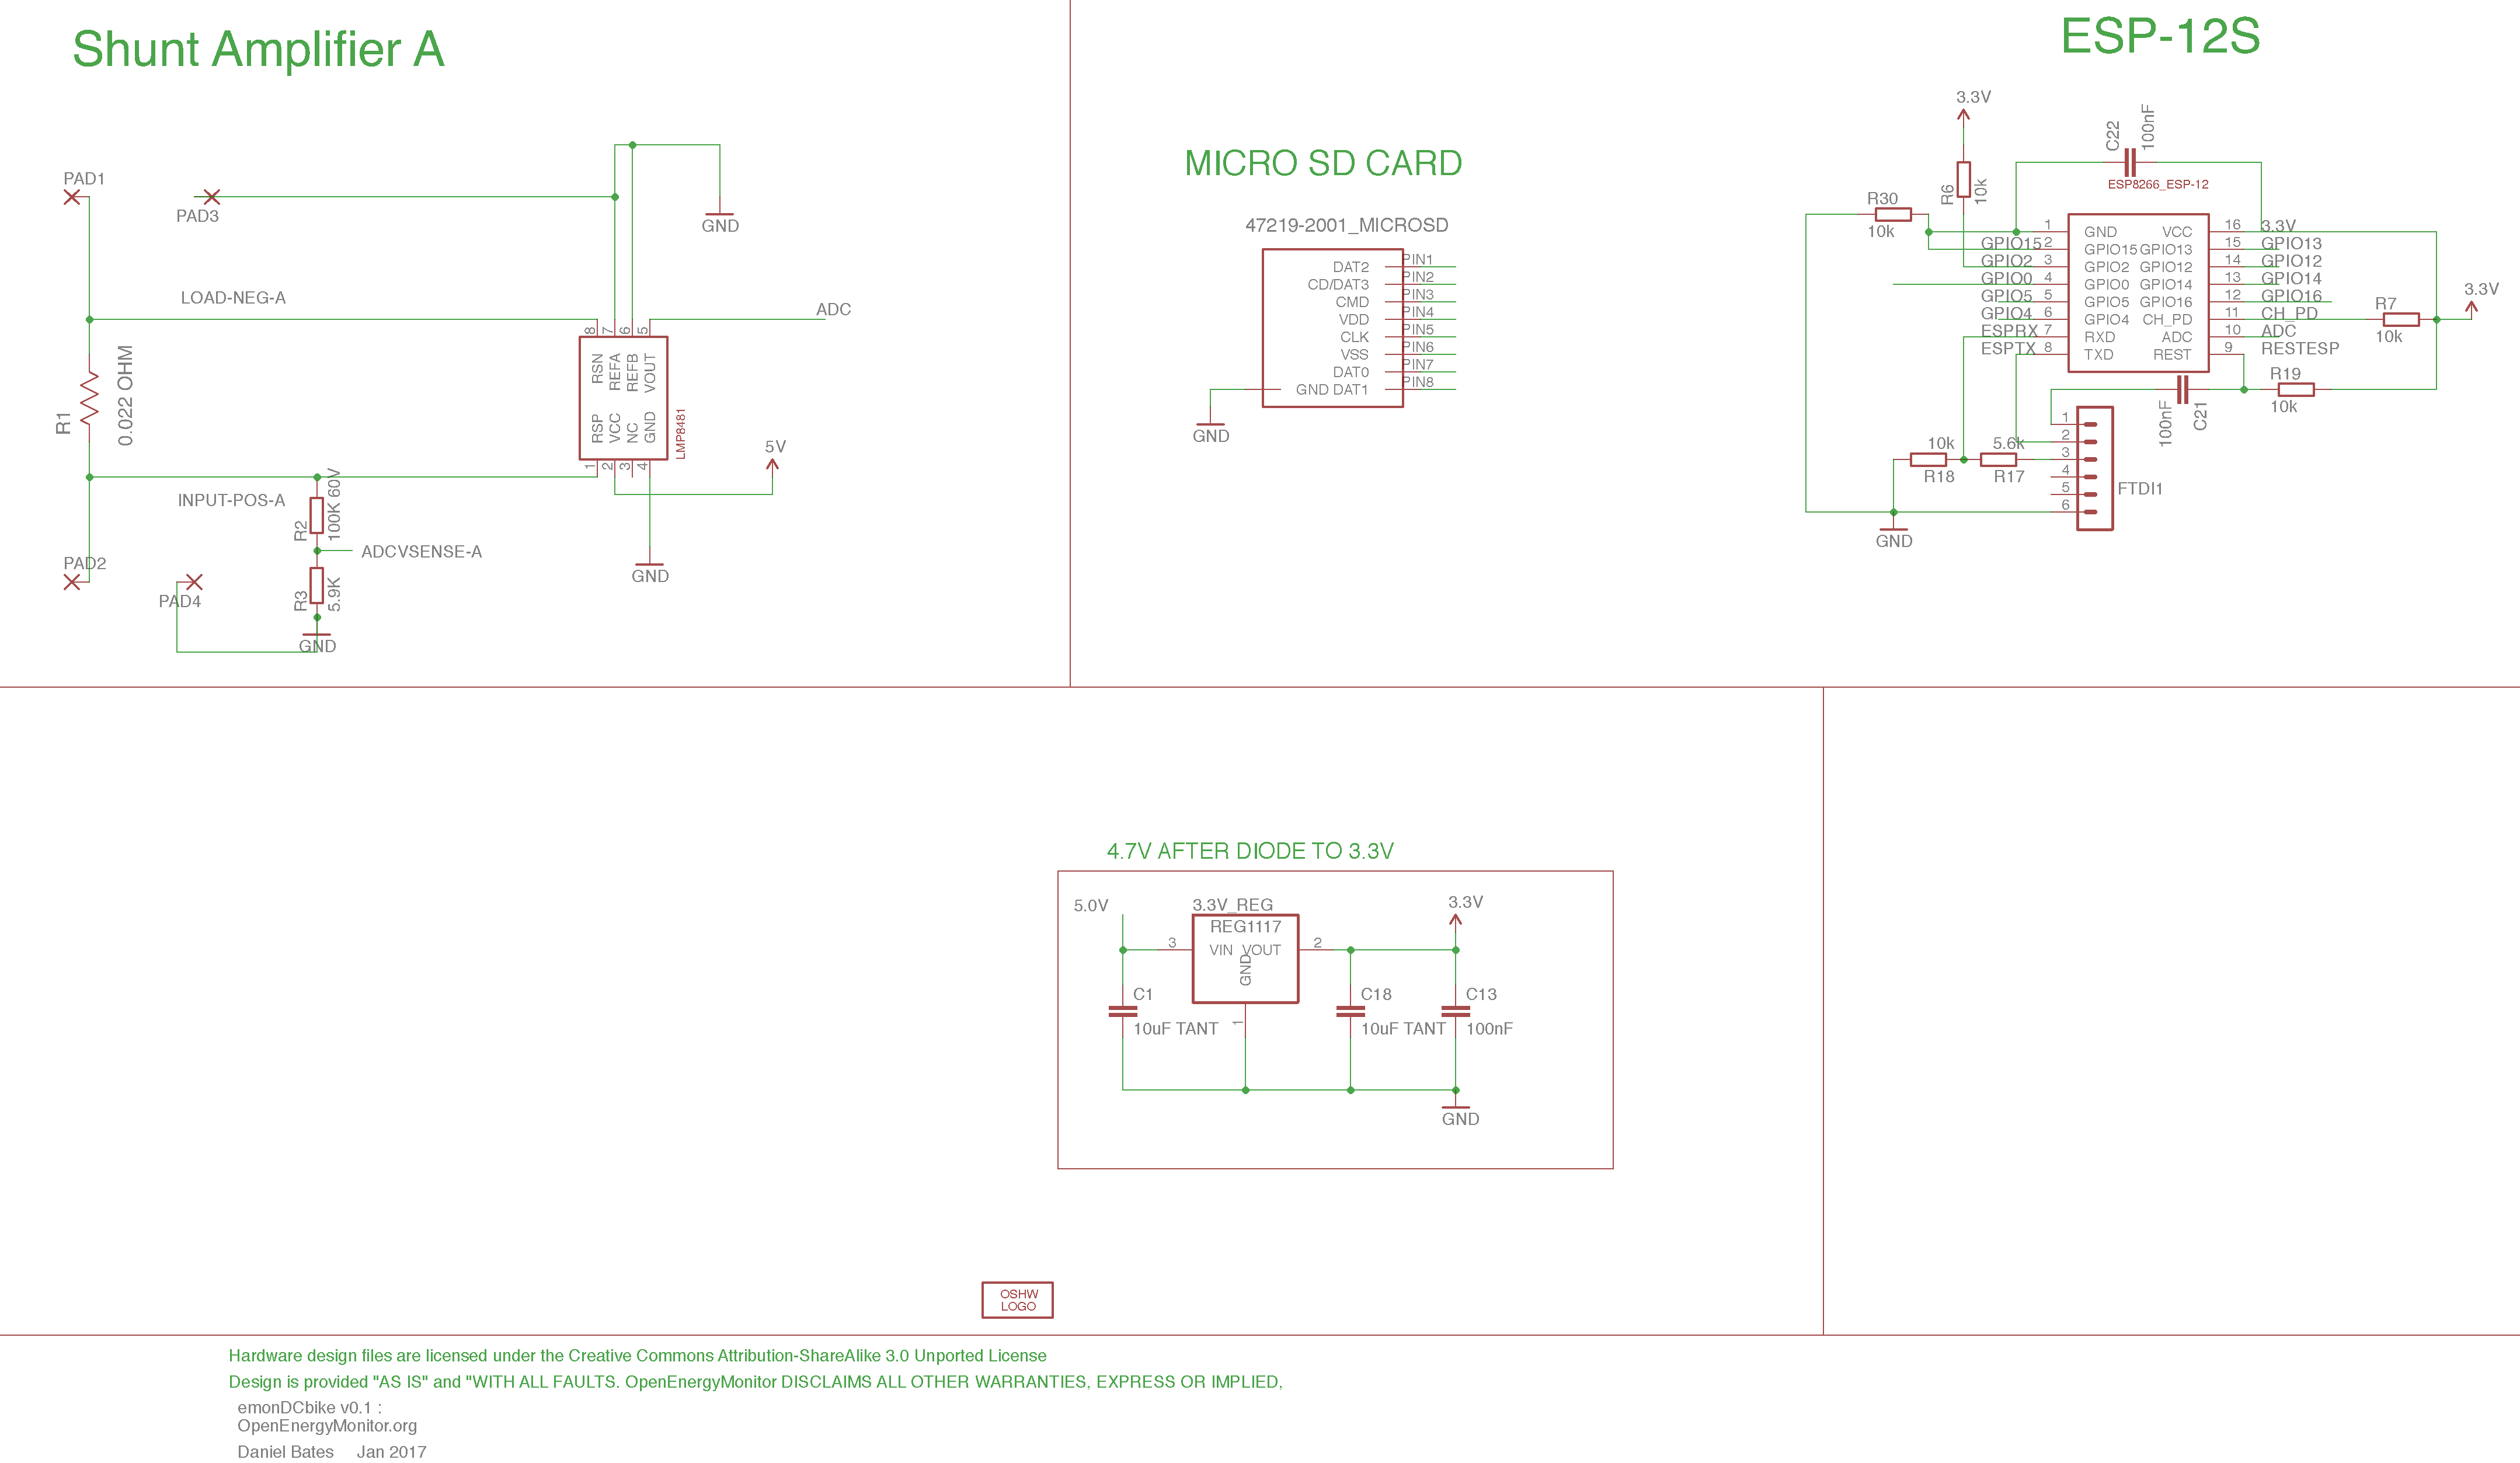 Shunt Amplifier A
PAD1
PAD3
GND
LOAD-NEG-A
ADC
R1
0.022 OHM
8
7
6
5
RSN
REFA
REFB
VOUT
RSP
VCC
NC
GND
LMP8481
1
2
3
4
5V
INPUT-POS-A
R2
100K 60V
ADCVSENSE-A
PAD2
PAD4
R3
5.9K
GND
GND
MICRO SD CARD
47219-2001_MICROSD
DAT2 PIN1
CD/DAT3 PIN2
CMD PIN3
VDD PIN4
CLK PIN5
VSS PIN6
DAT0 PIN7
GND DAT1 PIN8
GND
ESP-12S
3.3V
C22
100nF
ESP8266_ESP-12
R6
10k
R30
10k
1 GND VCC 16 3.3V
GPIO15 2 GPIO15 GPIO13 15 GPIO13
GPIO2 3 GPIO2 GPIO12 14 GPIO12
GPIO0 4 GPIO0 GPIO14 13 GPIO14
GPIO5 5 GPIO5 GPIO16 12 GPIO16
GPIO4 6 GPIO4 CH_PD 11 CH_PD
ESPRX 7 RXD ADC 10 ADC
ESPTX 8 TXD REST 9 RESTESP
R7
10k
3.3V
R19
10k
100nF
C21
10k
R18
5.6k
R17
1
2
3
4
5
6
FTDI1
GND
4.7V AFTER DIODE TO 3.3V
5.0V
3.3V_REG
3.3V
REG1117
3 VIN VOUT 2
GND
1
C1
10uF TANT
C18
10uF TANT
C13
100nF
GND
OSHW
LOGO
Hardware design files are licensed under the Creative Commons Attribution-ShareAlike 3.0 Unported License
Design is provided "AS IS" and "WITH ALL FAULTS. OpenEnergyMonitor DISCLAIMS ALL OTHER WARRANTIES, EXPRESS OR IMPLIED,
emonDCbike v0.1 :
OpenEnergyMonitor.org
Daniel Bates Jan 2017